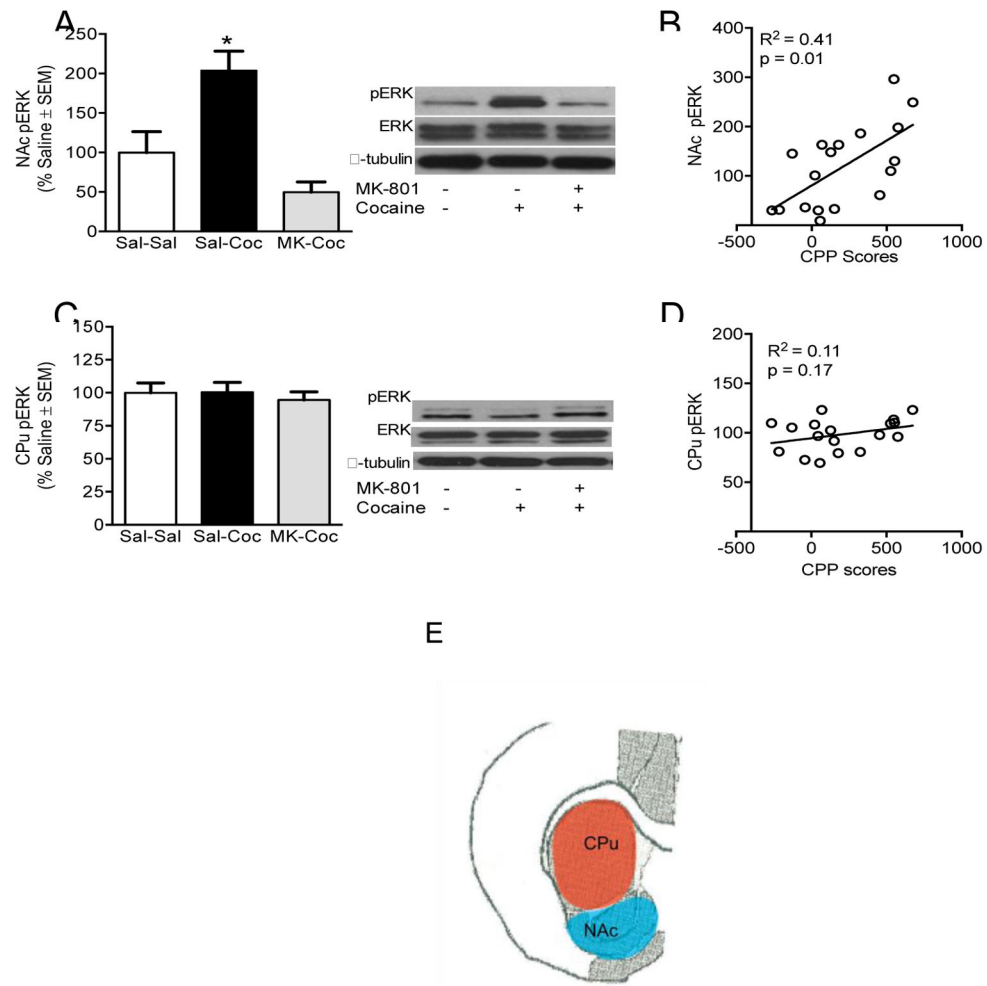 A
NAc pERK
(% Saline ± SEM)
250
200
150
100
50
0
*
Sal-Sal Sal-Coc MK-Coc
pERK
ERK
□-tubulin
MK-801 - - +
Cocaine - + +
B
NAc pERK
400
300
200
100
R² = 0.41
p = 0.01
-500 0 500 1000
CPP Scores
C
CPu pERK
(% Saline ± SEM)
150
125
100
75
50
25
0
Sal-Sal Sal-Coc MK-Coc
pERK
ERK
□-tubulin
MK-801 - - +
Cocaine - + +
D
CPu pERK
200
150
100
50
R² = 0.11
p = 0.17
-500 0 500 1000
CPP scores
E
CPu
NAc